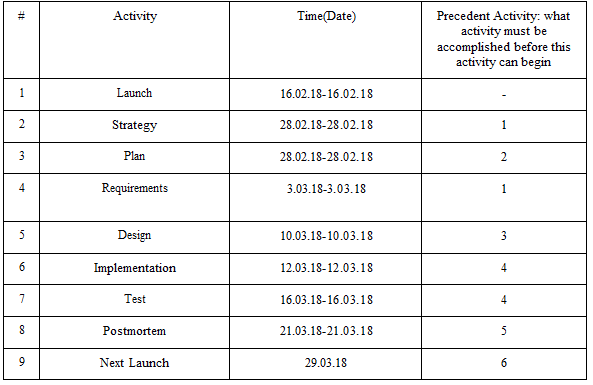 # Activity Time(Date) Precedent Activity: what
activity must be
accomplished before this
activity can begin
1 Launch 16.02.18-16.02.18 -
2 Strategy 28.02.18-28.02.18 1
3 Plan 28.02.18-28.02.18 2
4 Requirements 3.03.18-3.03.18 1
5 Design 10.03.18-10.03.18 3
6 Implementation 12.03.18-12.03.18 4
7 Test 16.03.18-16.03.18 4
8 Postmortem 21.03.18-21.03.18 5
9 Next Launch 29.03.18 6